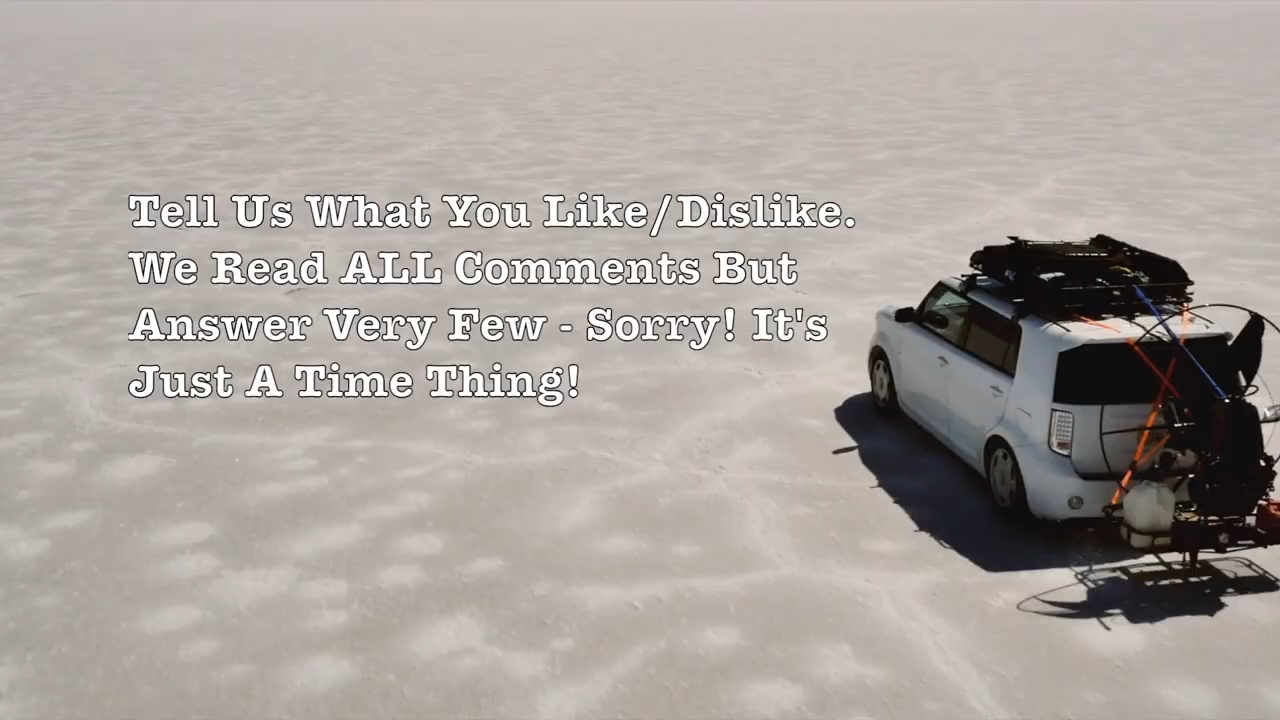 Tell Us What You Like/Dislike.
We Read ALL Comments But
Answer Very Few - Sorry! It's
Just A Time Thing!